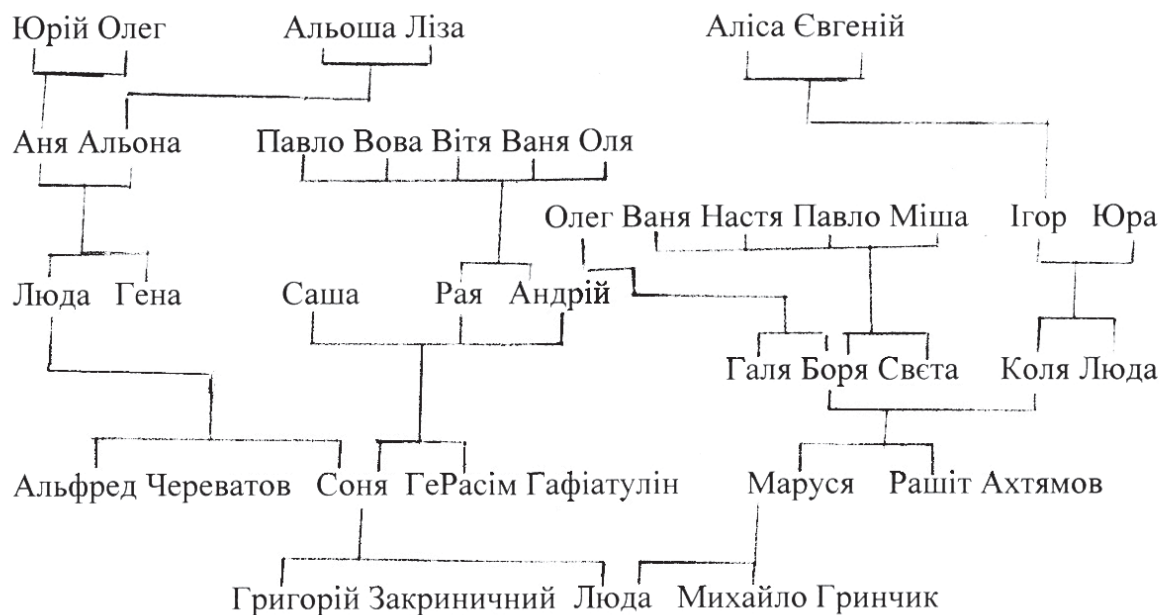 Юрій Олег Альоша Ліза Аліса Євгеній
Аня Альона Павло Вова Вітя Ваня Оля
Олег Ваня Настя Павло Міша Ігор Юра
Люда Гена Саша Рая Андрій
Галя Боря Свєта Коля Люда
Альфред Череватов Соня ГеРасім Гафіатулін Маруся Рашіт Ахтямов
Григорій Закриничний Люда Михайло Гринчик